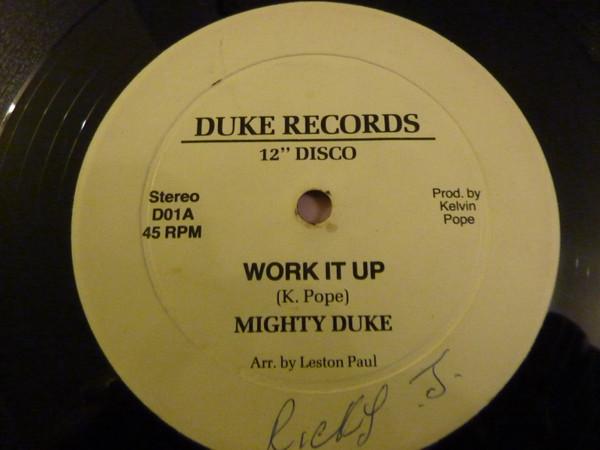 DUKE RECORDS
12" DISCO
Stereo
D01A
45 RPM
Prod. by
Kelvin
Pope
WORK IT UP
(K. Pope)
MIGHTY DUKE
Arr. by Leston Paul
Ricky J.